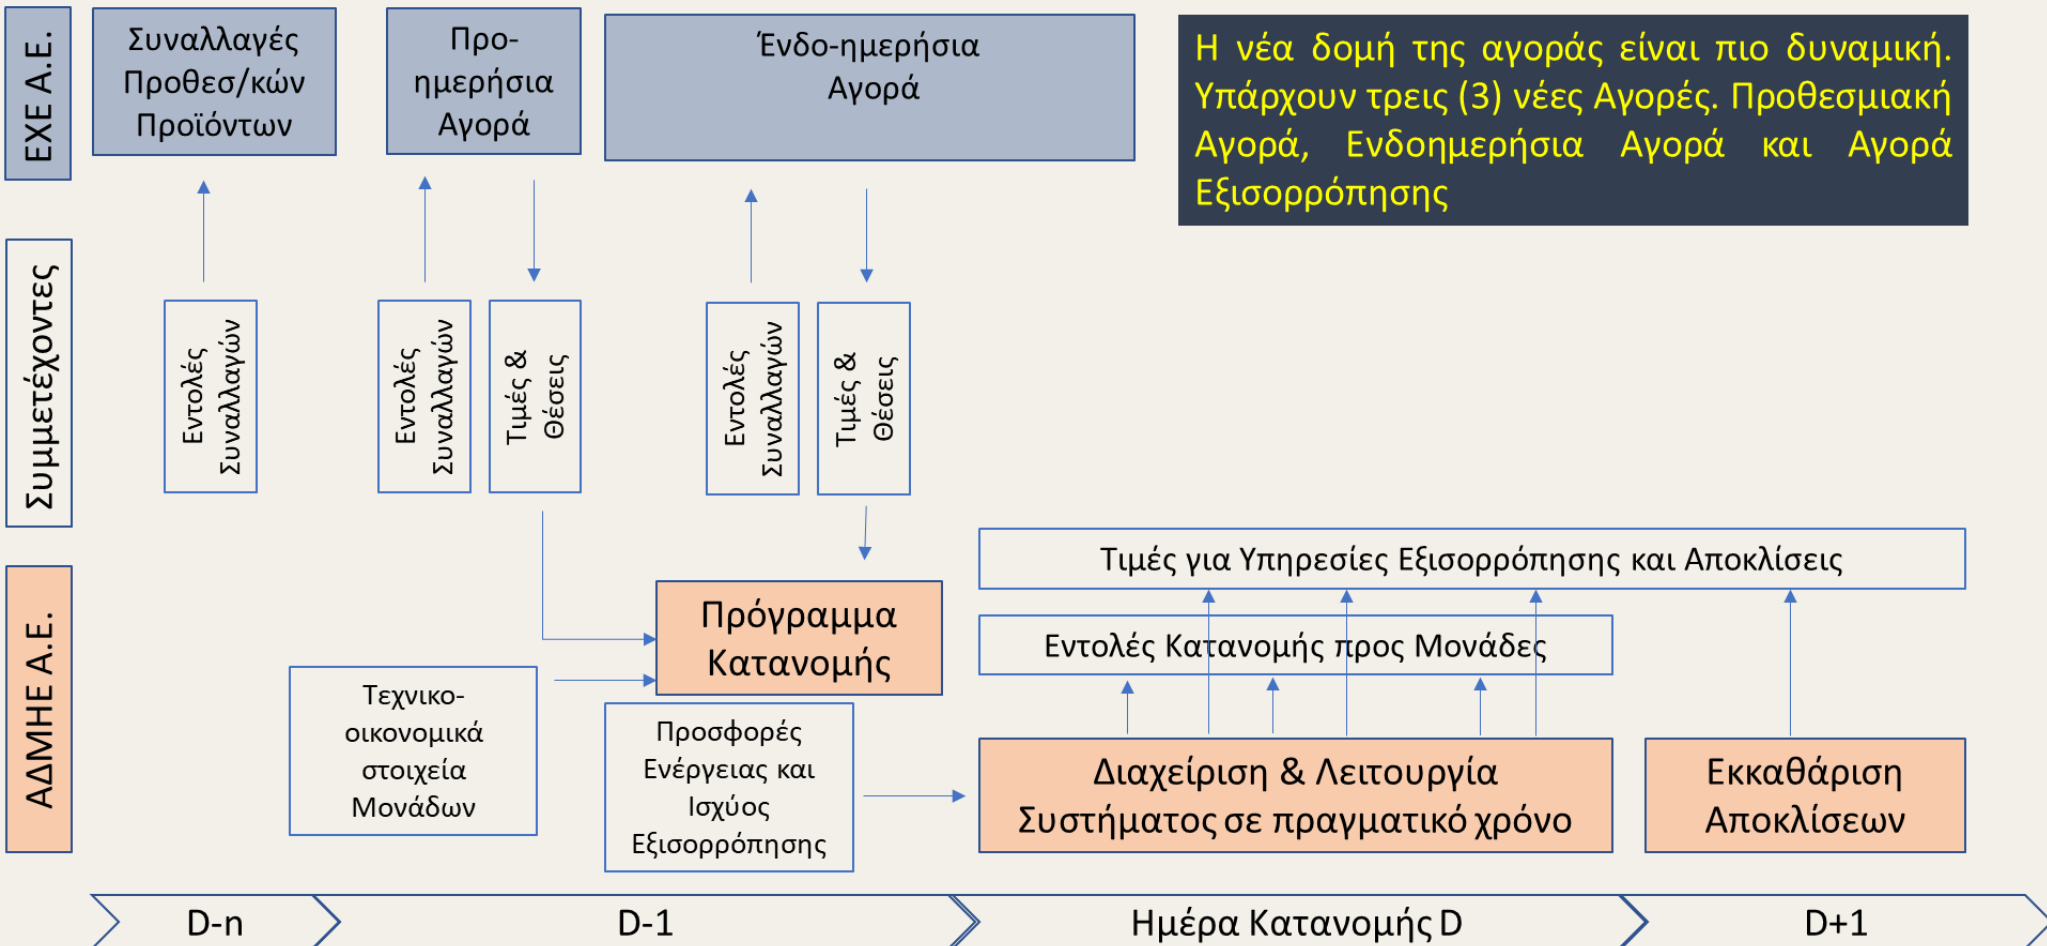 ΕΧΕ Α.Ε.
Συναλλαγές
Προθεσ/κών
Προϊόντων
Προ-
ημερήσια
Αγορά
Ένδο-ημερήσια
Αγορά
Η νέα δομή της αγοράς είναι πιο δυναμική.
Υπάρχουν τρεις (3) νέες Αγορές. Προθεσμιακή
Αγορά, Ενδοημερήσια Αγορά και Αγορά
Εξισορρόπησης
Συμμετέχοντες
Εντολές
Συναλλαγών
Εντολές
Συναλλαγών
Τιμές &
Θέσεις
Εντολές
Συναλλαγών
Τιμές &
Θέσεις
ΑΔΜΗΕ Α.Ε.
Τιμές για Υπηρεσίες Εξισορρόπησης και Αποκλίσεις
Πρόγραμμα
Κατανομής
Εντολές Κατανομής προς Μονάδες
Τεχνικο-
οικονομικά
στοιχεία
Μονάδων
Προσφορές
Ενέργειας και
Ισχύος
Εξισορρόπησης
Διαχείριση & Λειτουργία
Συστήματος σε πραγματικό χρόνο
Εκκαθάριση
Αποκλίσεων
D-n
D-1
Ημέρα Κατανομής D
D+1